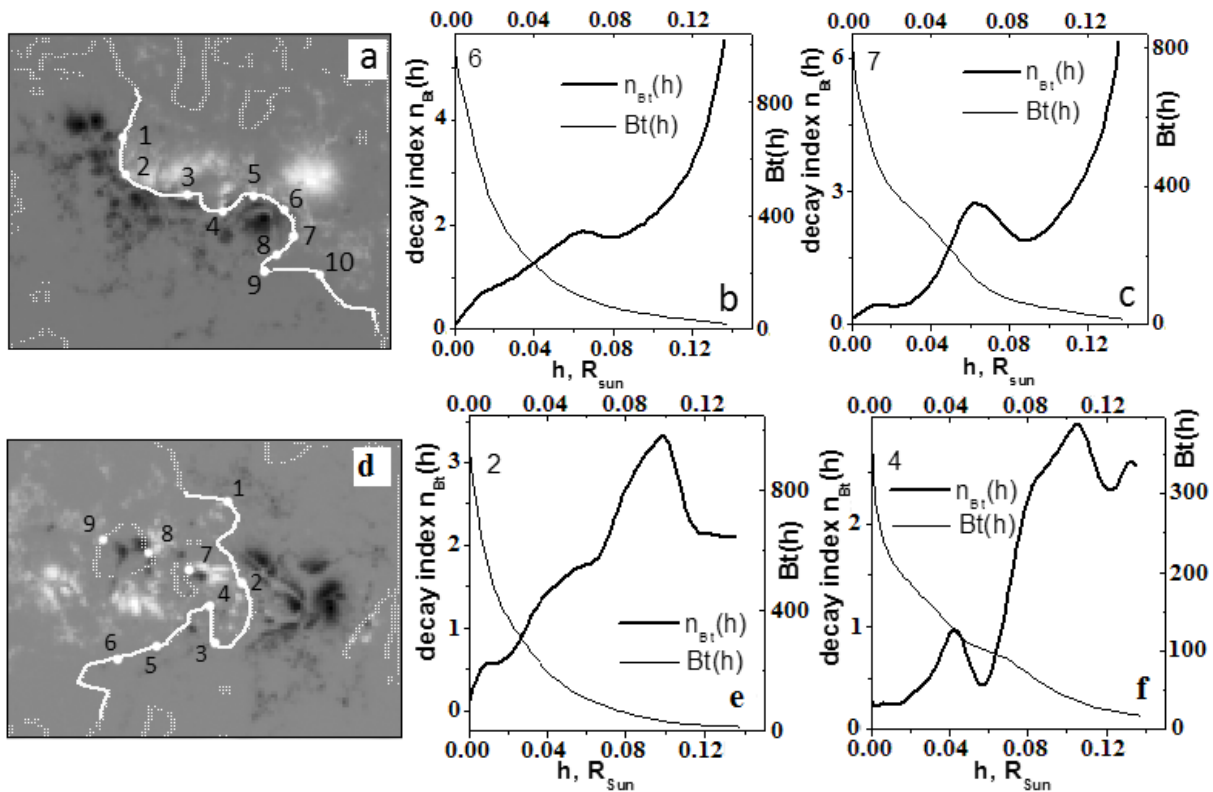 a
1
2
3
4
5
6
7
8
9
10
0.00 0.04 0.08 0.12
6
n_Bt(h)
Bt(h)
decay index n_Bt(h)
4
2
0
800
400
0
Bt(h)
b
0.00 0.04 0.08 0.12
h, R_sun
0.00 0.04 0.08 0.12
7
n_Bt(h)
Bt(h)
decay index n_Bt(h)
6
3
0
800
400
0
Bt(h)
c
0.00 0.04 0.08 0.12
h, R_sun
d
1
2
3
4
5
6
7
8
9
0.00 0.04 0.08 0.12
2
n_Bt(h)
Bt(h)
decay index n_Bt(h)
3
2
1
0
800
400
0
Bt(h)
e
0.00 0.04 0.08 0.12
h, R_Sun
0.00 0.04 0.08 0.12
4
n_Bt(h)
Bt(h)
decay index n_Bt(h)
2
1
0
300
200
100
0
Bt(h)
f
0.00 0.04 0.08 0.12
h, R_Sun